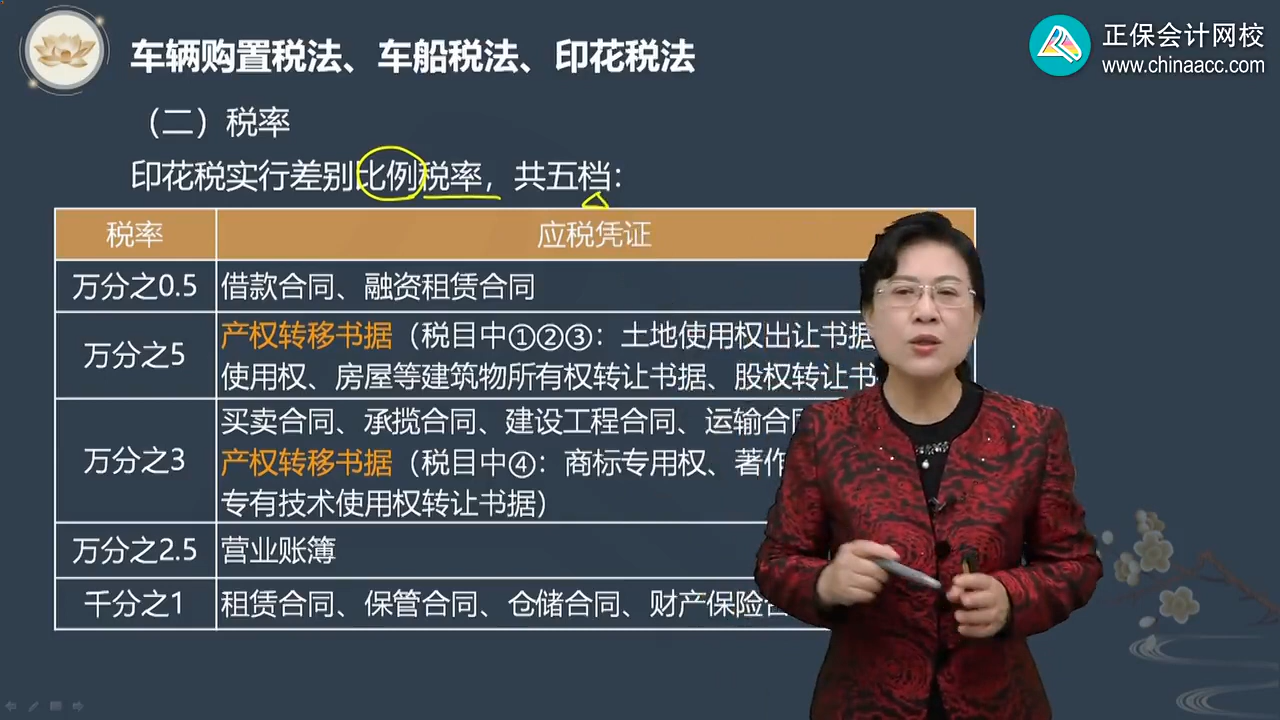 车辆购置税法、车船税法、印花税法
正保会计网校
www.chinaacc.com
（二）税率
印花税实行差别比例税率，共五档：
税率 应税凭证
万分之0.5 借款合同、融资租赁合同
万分之5 产权转移书据（税目中①②③：土地使用权出让书据
使用权、房屋等建筑物所有权转让书据、股权转让书
万分之3 买卖合同、承揽合同、建设工程合同、运输合同
产权转移书据（税目中④：商标专用权、著作
专有技术使用权转让书据）
万分之2.5 营业账簿
千分之1 租赁合同、保管合同、仓储合同、财产保险